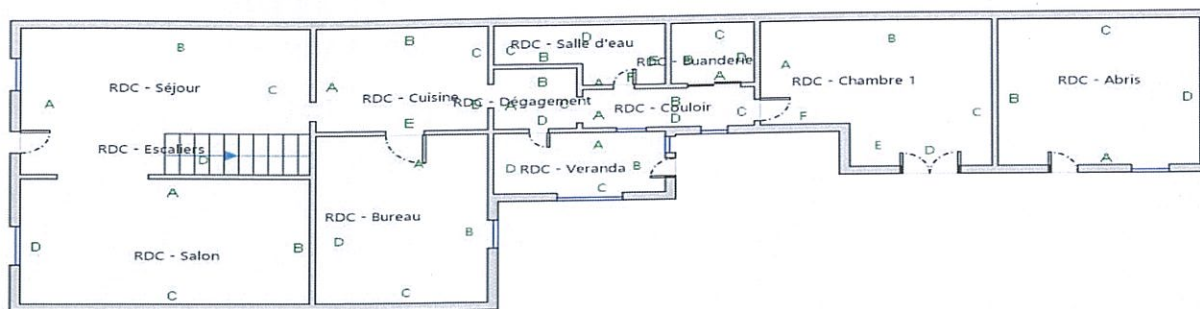 B
RDC - Séjour
C
A
RDC - Escaliers
D
A
D
B
RDC - Salon
C
B
C
A
RDC - Cuisine
D
E
A
RDC - Bureau
D
B
C
D
C
RDC - Salle d'eau
B
E
A
F
B
A
RDC - Dégagement
D
C
B
D
RDC - Buanderie
A
B
RDC - Couloir
A
D
C
A
D
RDC - Veranda
B
C
B
A
RDC - Chambre 1
C
F
E
D
C
RDC - Abris
B
D
A